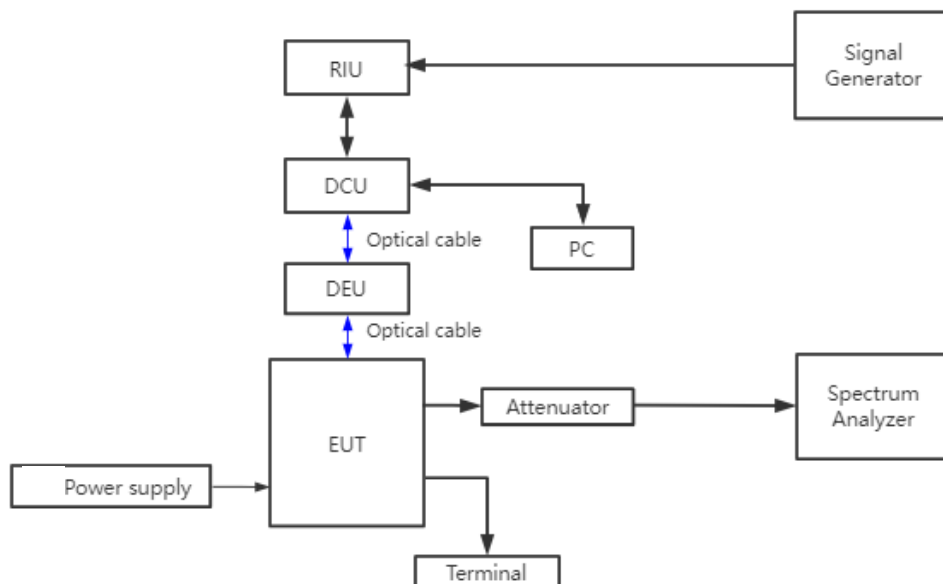 RIU
Signal
Generator
DCU
Optical cable
PC
DEU
Optical cable
EUT
Attenuator
Spectrum
Analyzer
Power supply
Terminal